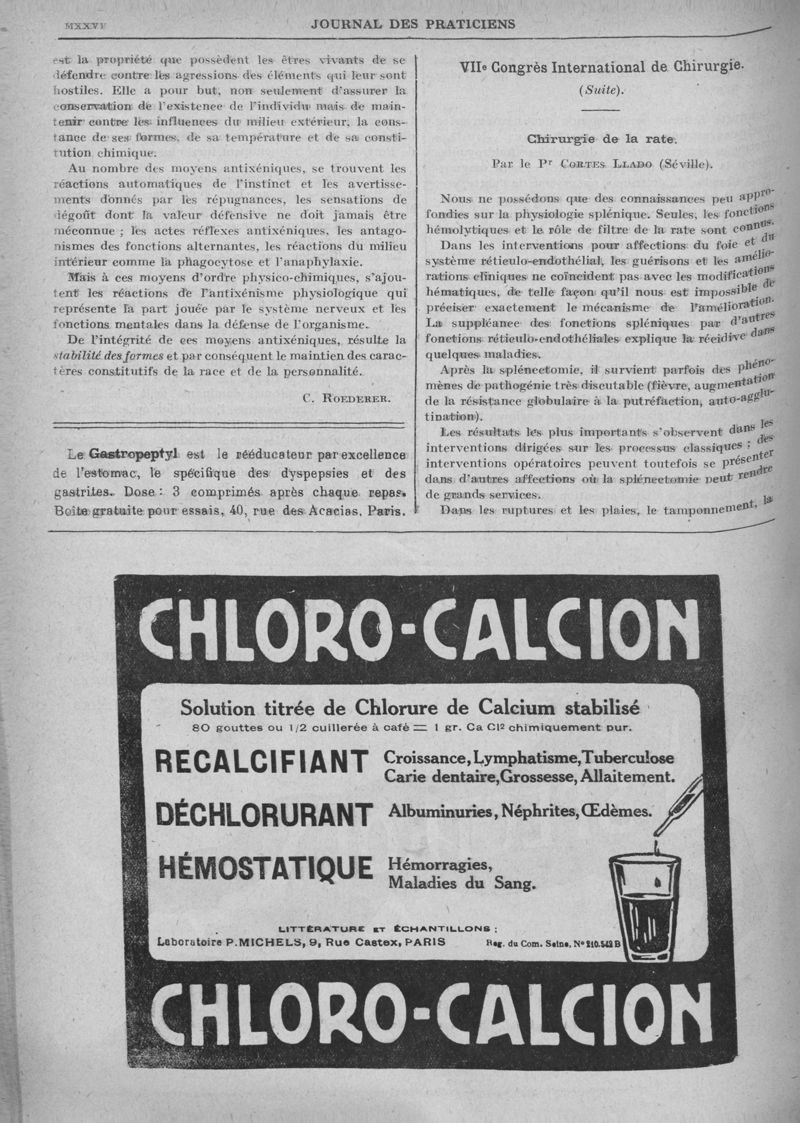 MXXVI
JOURNAL DES PRATICIENS
est la propriété que possèdent les êtres vivants de se
défendre contre les agressions des éléments qui leur sont
hostiles. Elle a pour but, non seulement d'assurer la
conservation de l'existence de l'individu mais de main-
tenir contre les influences du milieu extérieur, la cons-
tance de ses formes, de sa température et de sa consti-
tution chimique.
Au nombre des moyens antixéniques, se trouvent les
réactions automatiques de l'instinct et les avertisse-
ments donnés par les répugnances, les sensations de
dégoût dont la valeur défensive ne doit jamais être
méconnue ; les actes réflexes antixéniques, les antago-
nismes des fonctions alternantes, les réactions du milieu
intérieur comme la phagocytose et l'anaphylaxie.
Mais à ces moyens d'ordre physico-chimiques, s'ajou-
tent les réactions de l'antixénisme physiologique qui
représente la part jouée par le système nerveux et les
fonctions mentales dans la défense de l'organisme.
De l'intégrité de ces moyens antixéniques, résulte la
stabilité des formes et par conséquent le maintien des carac-
tères constitutifs de la race et de la personnalité.
C. ROEDERER.
Le Gastropeptyl est le rééducateur par excellence
de l'estomac, le spécifique des dyspepsies et des
gastrites. Dose : 3 comprimés après chaque repas.
Boîte gratuite pour essais, 40, rue des Acacias, Paris.
VIIe Congrès International de Chirurgie.
(Suite).
Chirurgie de la rate.
Par le Pr CORTES LLADO (Séville).
Nous ne possédons que des connaissances peu appro-
fondies sur la physiologie splénique. Seules, les fonctions
hémolytiques et le rôle de filtre de la rate sont connus.
Dans les interventions pour affections du foie et du
système réticulo-endothélial, les guérisons et les amélio-
rations cliniques ne coïncident pas avec les modifications
hématiques, de telle façon qu'il nous est impossible de
préciser exactement le mécanisme de l'amélioration.
La suppléance des fonctions spléniques par d'autres
fonctions réticulo-endothéliales explique la récidive dans
quelques maladies.
Après la splénectomie, il survient parfois des phéno-
mènes de pathogénie très discutable (fièvre, augmentation
de la résistance globulaire à la putréfaction, auto-agglu-
tination).
Les résultats les plus importants s'observent dans les
interventions dirigées sur les processus classiques ; des
interventions opératoires peuvent toutefois se présenter
dans d'autres affections où la splénectomie peut rendre
de grands services.
Dans les ruptures et les plaies, le tamponnement, la
CHLORO-CALCION
Solution titrée de Chlorure de Calcium stabilisé
80 gouttes ou 1/2 cuillerée à café = 1 gr. Ca Cl² chimiquement pur.
RECALCIFIANT
Croissance, Lymphatisme, Tuberculose
Carie dentaire, Grossesse, Allaitement.
DÉCHLORURANT
Albuminuries, Néphrites, Œdèmes.
HÉMOSTATIQUE
Hémorragies,
Maladies du Sang.
LITTÉRATURE ET ÉCHANTILLONS :
Laboratoire P. MICHELS, 9, Rue Castex, PARIS
Reg. du Com. Seine, N° 210.542 B
CHLORO-CALCION